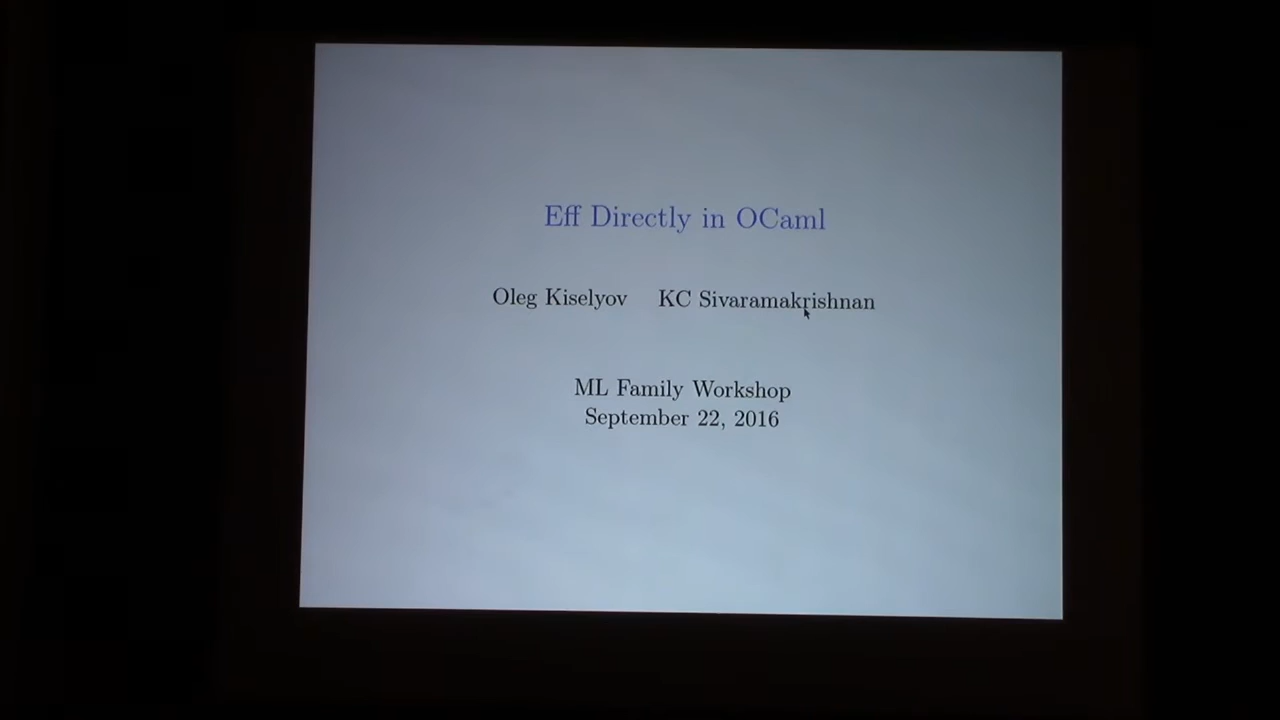 Eff Directly in OCaml
Oleg Kiselyov KC Sivaramakrishnan
ML Family Workshop
September 22, 2016